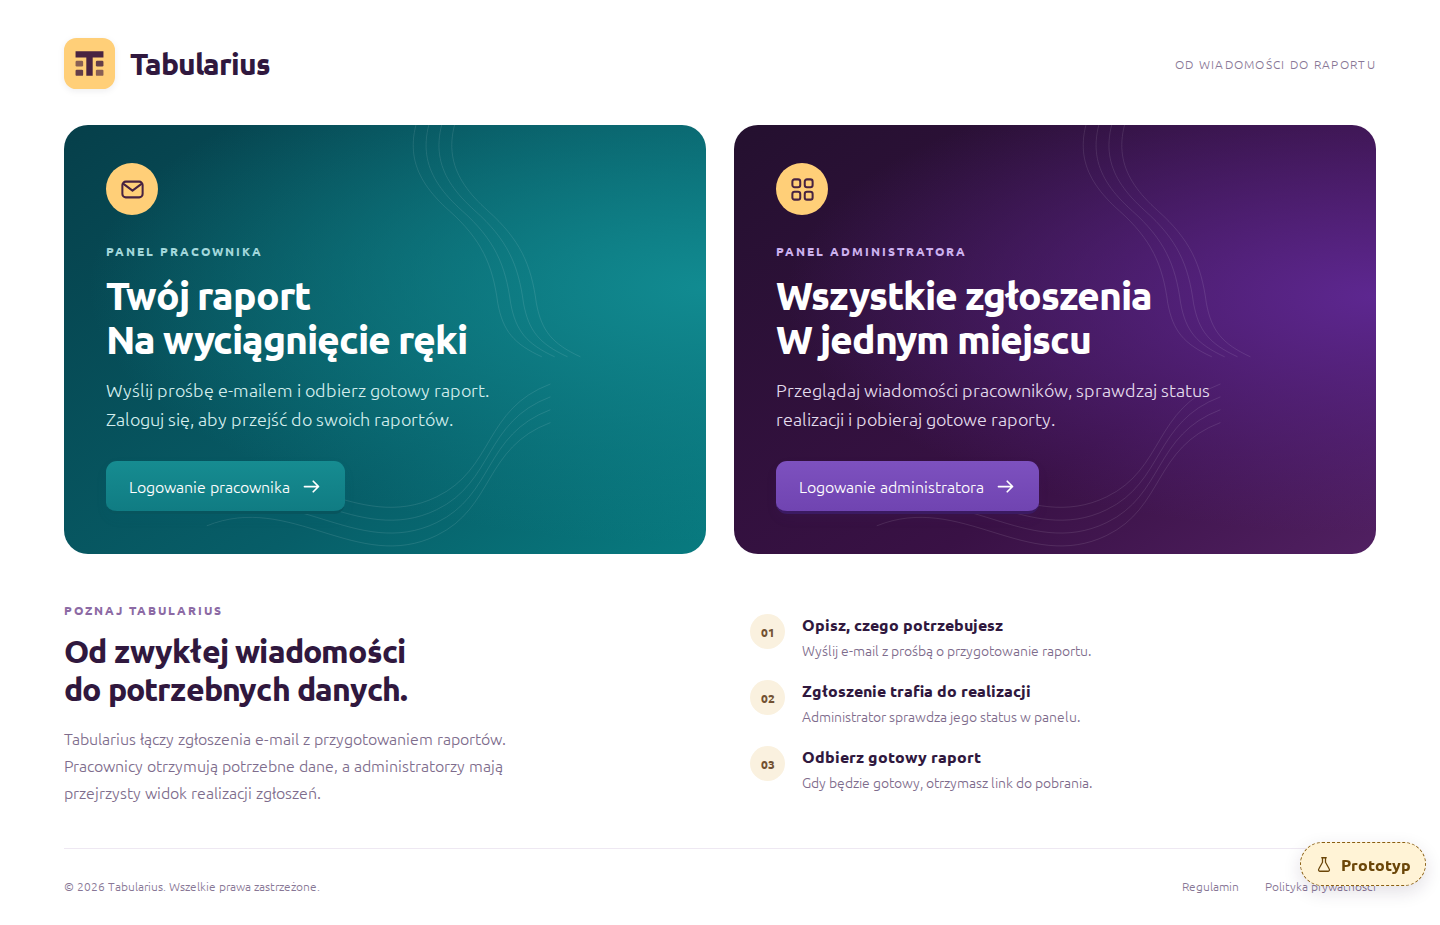 Tabularius
OD WIADOMOŚCI DO RAPORTU
PANEL PRACOWNIKA
Twój raport
Na wyciągnięcie ręki
Wyślij prośbę e-mailem i odbierz gotowy raport.
Zaloguj się, aby przejść do swoich raportów.
Logowanie pracownika
PANEL ADMINISTRATORA
Wszystkie zgłoszenia
W jednym miejscu
Przeglądaj wiadomości pracowników, sprawdzaj status
realizacji i pobieraj gotowe raporty.
Logowanie administratora
POZNAJ TABULARIUS
Od zwykłej wiadomości
do potrzebnych danych.
Tabularius łączy zgłoszenia e-mail z przygotowaniem raportów.
Pracownicy otrzymują potrzebne dane, a administratorzy mają
przejrzysty widok realizacji zgłoszeń.
01
Opisz, czego potrzebujesz
Wyślij e-mail z prośbą o przygotowanie raportu.
02
Zgłoszenie trafia do realizacji
Administrator sprawdza jego status w panelu.
03
Odbierz gotowy raport
Gdy będzie gotowy, otrzymasz link do pobrania.
Prototyp
© 2026 Tabularius. Wszelkie prawa zastrzeżone.
Regulamin
Polityka prywatności